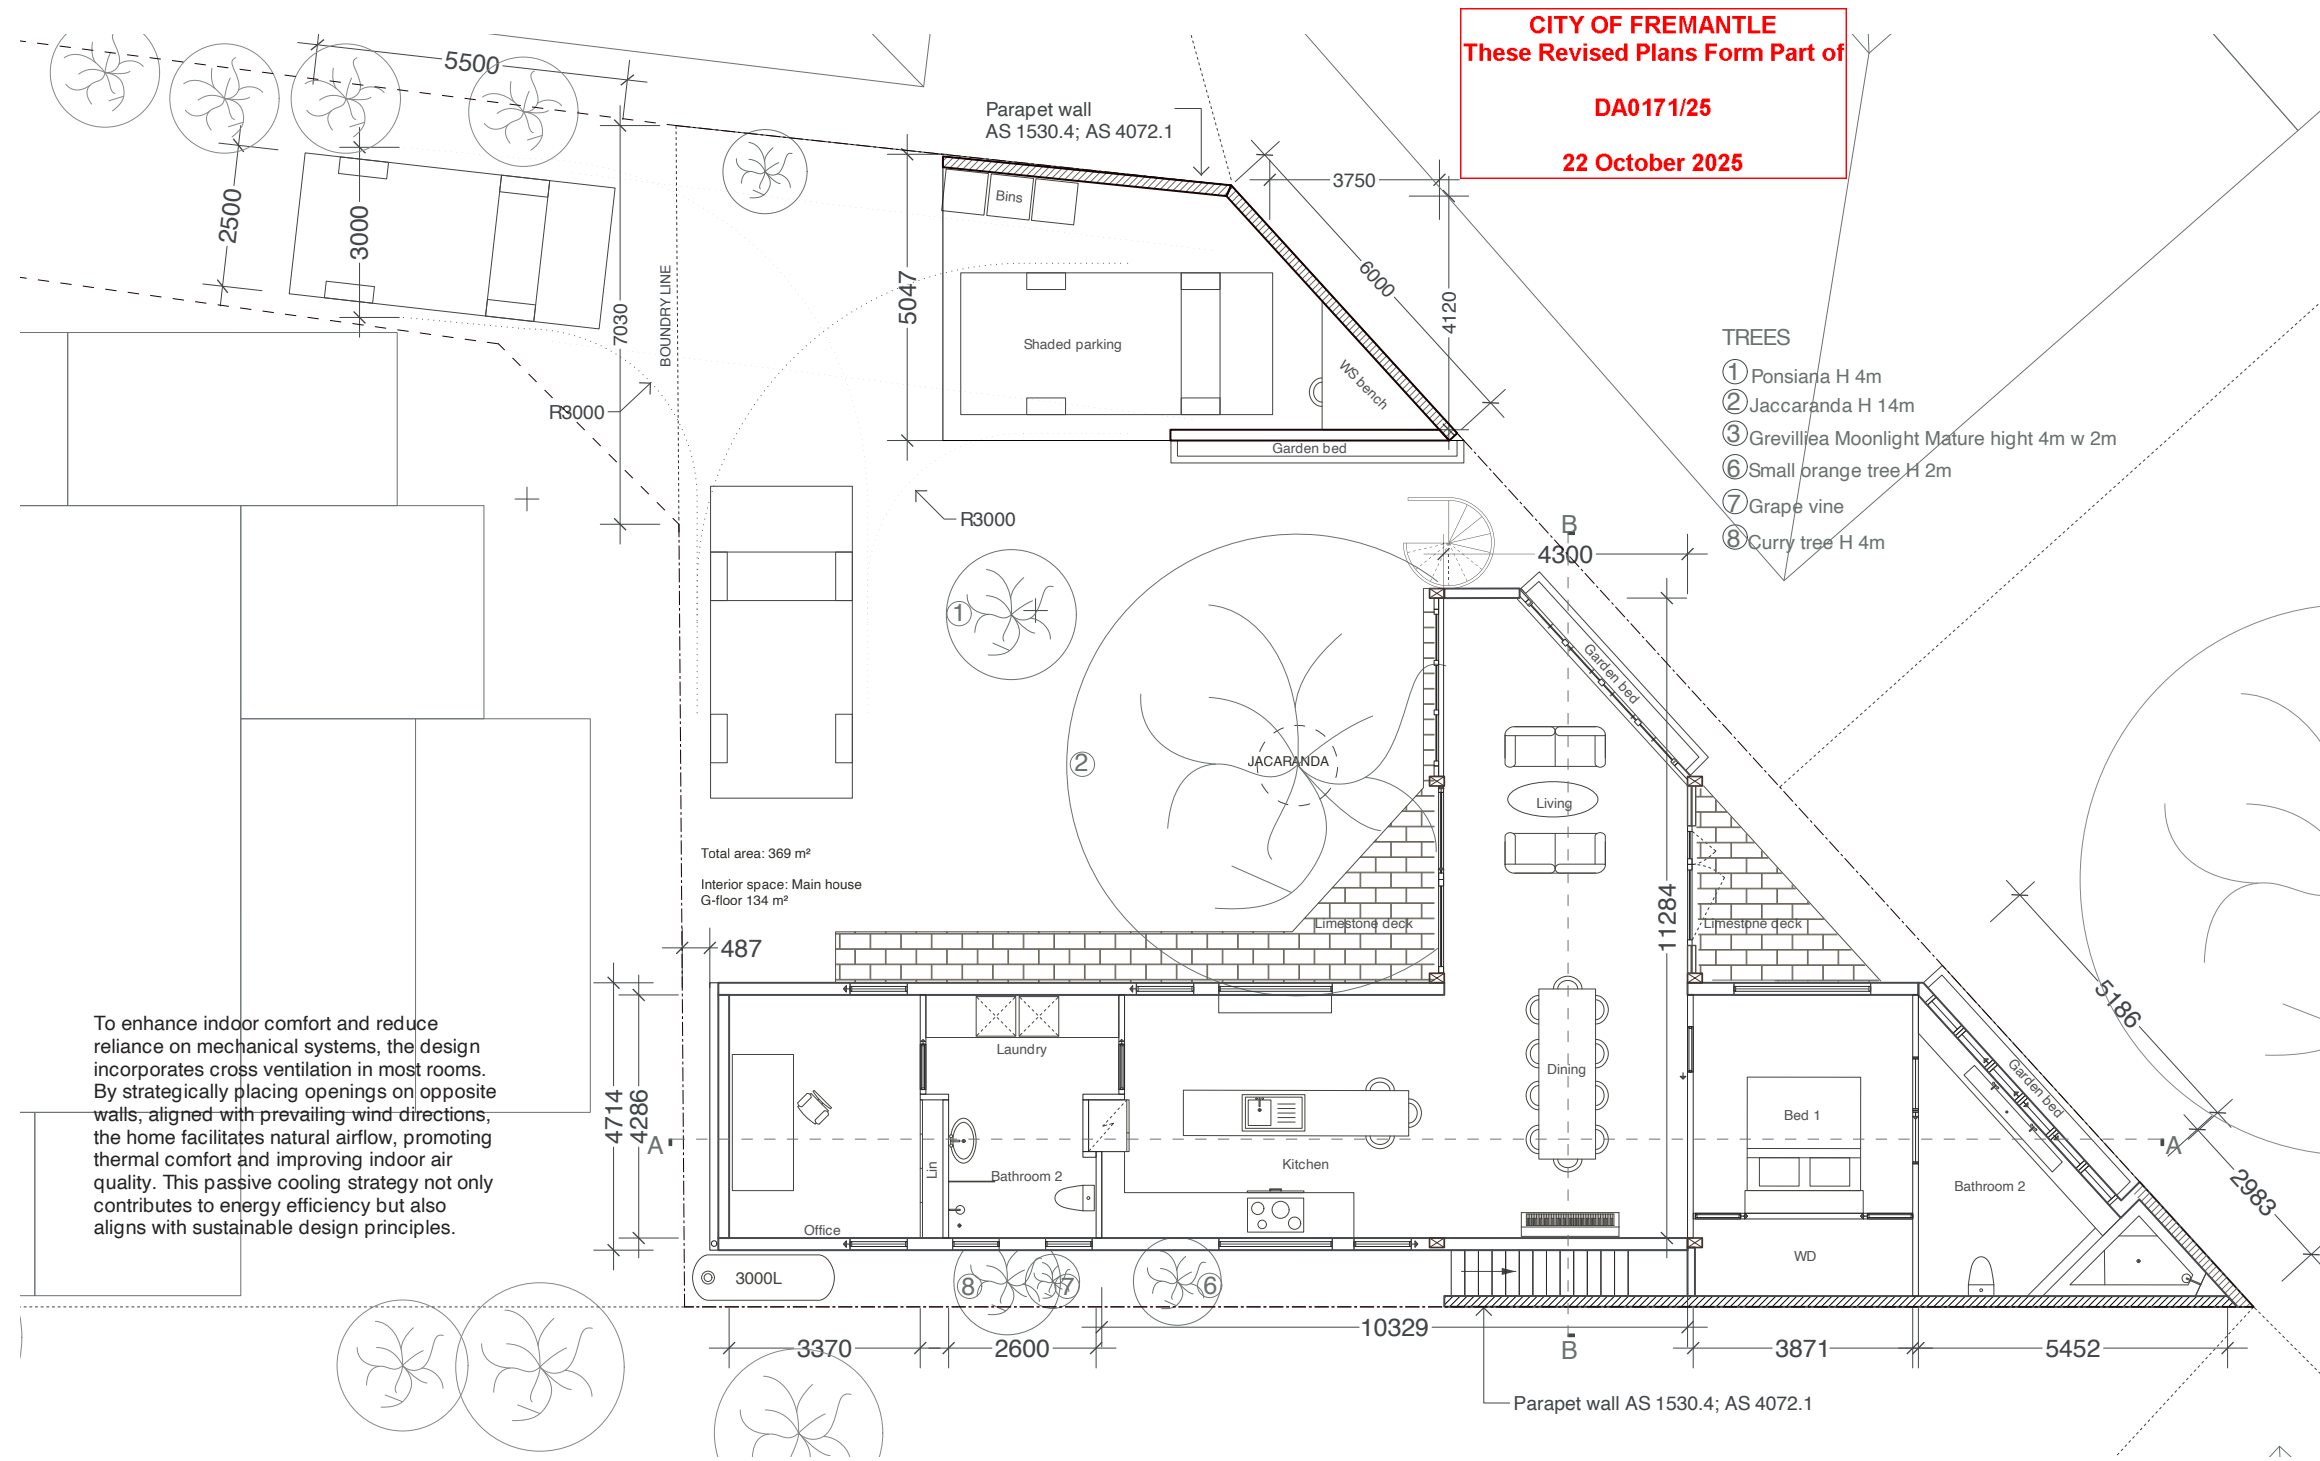 CITY OF FREMANTLE
These Revised Plans Form Part of
DA0171/25
22 October 2025
5500
Parapet wall
AS 1530.4; AS 4072.1
3750
2500
3000
Bins
5047
7030
BOUNDRY LINE
6000
4120
Shaded parking
WS bench
R3000
Garden bed
R3000
TREES
1 Ponsiana H 4m
2 Jaccaranda H 14m
3 Grevilliea Moonlight Mature hight 4m w 2m
6 Small orange tree H 2m
7 Grape vine
8 Curry tree H 4m
B
4300
1
Garden bed
2
JACARANDA
Living
Total area: 369 m²
Interior space: Main house
G-floor 134 m²
11284
Limestone deck
Limestone deck
487
5186
To enhance indoor comfort and reduce
reliance on mechanical systems, the design
incorporates cross ventilation in most rooms.
By strategically placing openings on opposite
walls, aligned with prevailing wind directions,
the home facilitates natural airflow, promoting
thermal comfort and improving indoor air
quality. This passive cooling strategy not only
contributes to energy efficiency but also
aligns with sustainable design principles.
Laundry
Dining
Garden bed
4714
4286
Bed 1
A
A
Lin
Bathroom 2
Kitchen
Bathroom 2
2983
Office
WD
3000L
8
7
6
10329
3370
2600
B
3871
5452
Parapet wall AS 1530.4; AS 4072.1